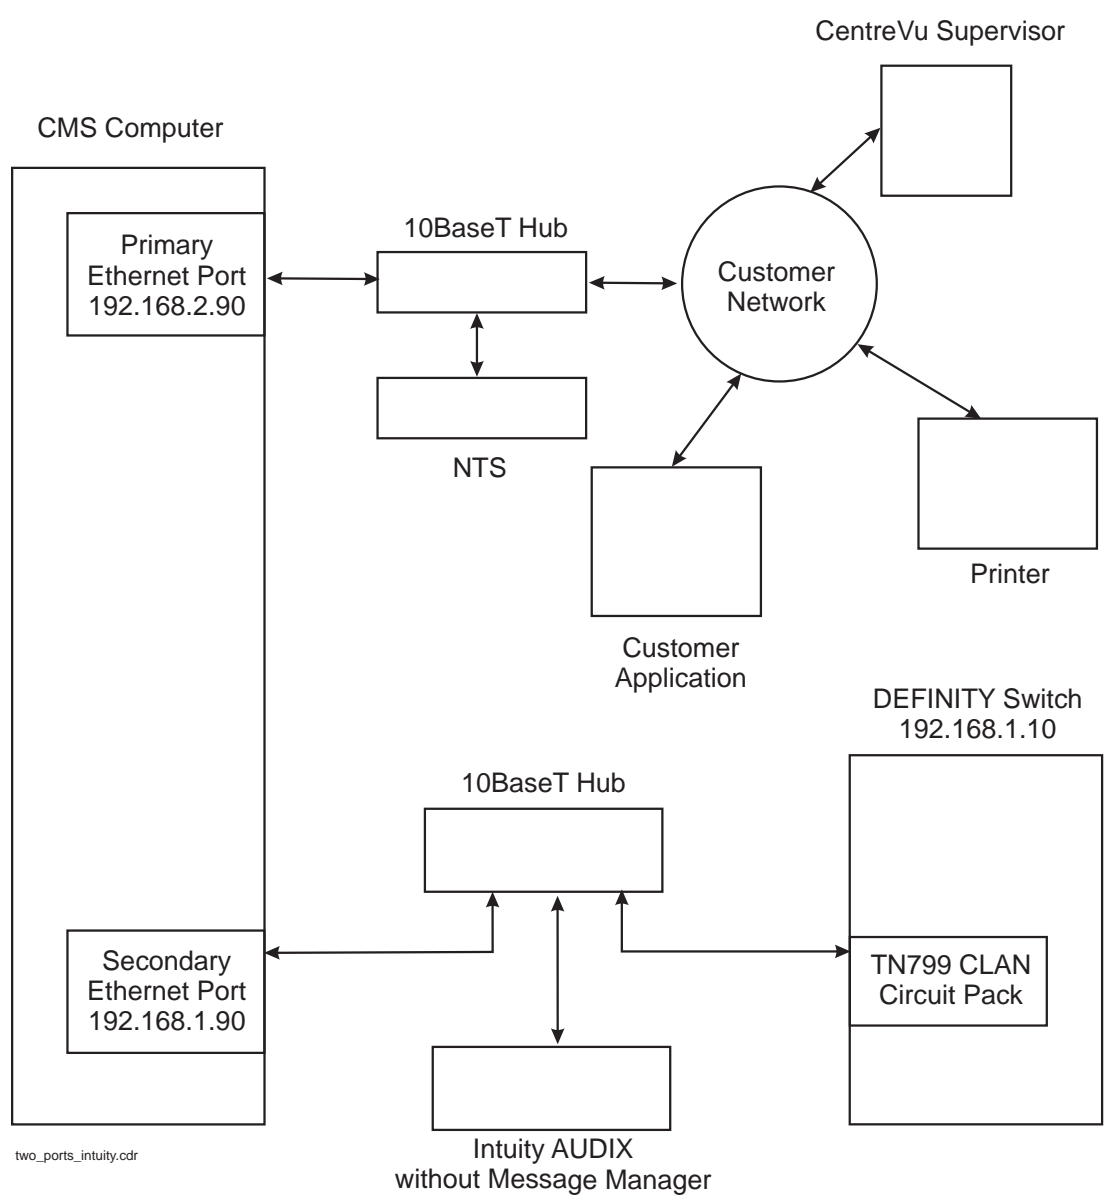 CentreVu Supervisor
CMS Computer
Primary
Ethernet Port
192.168.2.90
10BaseT Hub
Customer
Network
NTS
Printer
Customer
Application
DEFINITY Switch
192.168.1.10
10BaseT Hub
Secondary
Ethernet Port
192.168.1.90
TN799 CLAN
Circuit Pack
Intuity AUDIX
without Message Manager
two_ports_intuity.cdr